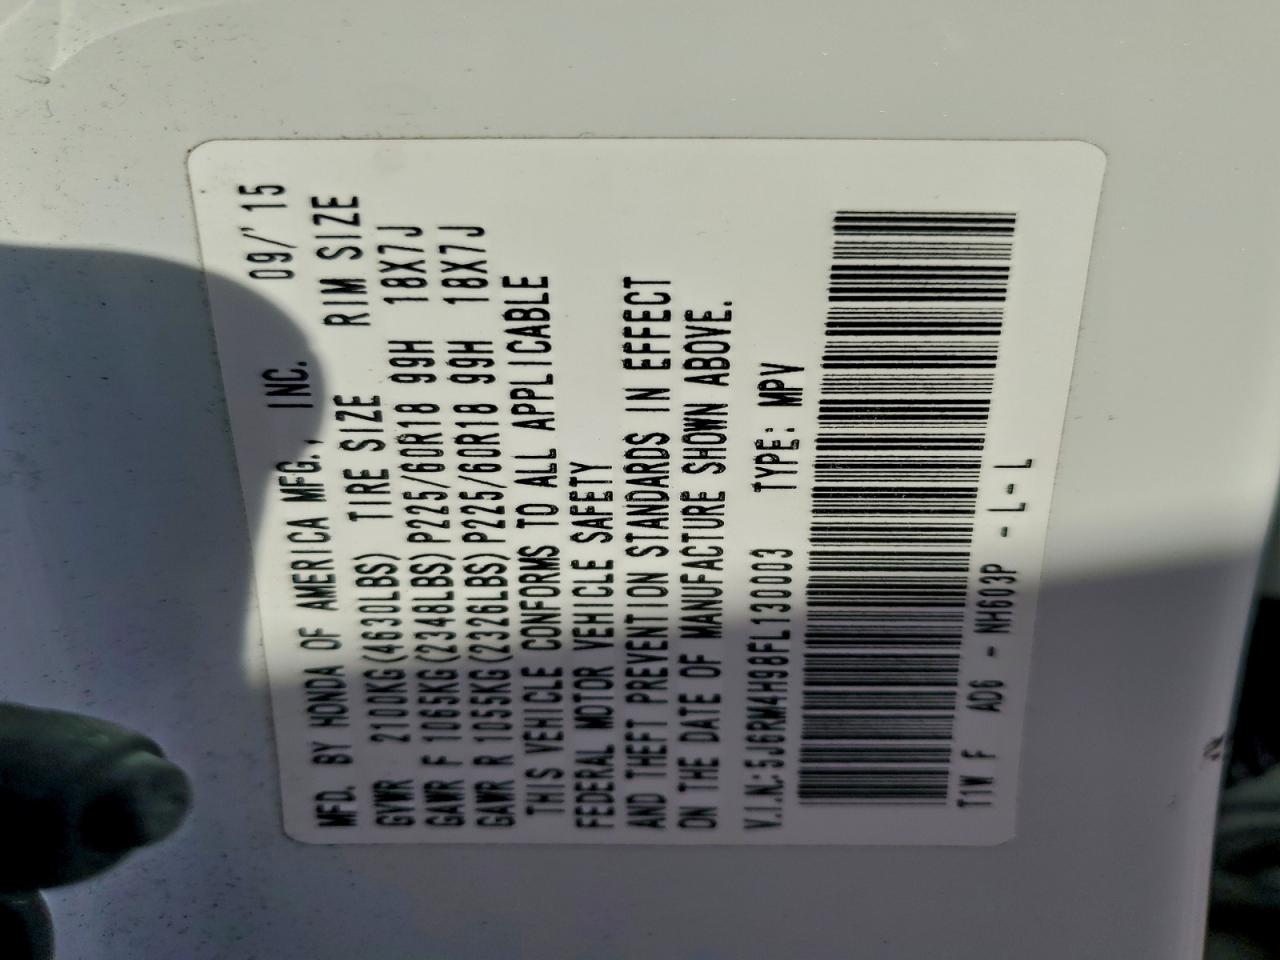 MFD. BY HONDA OF AMERICA MFG., INC. 09/'15
TIRE SIZE RIM SIZE
GVWR 2100KG(4630LBS)
GAWR F 1065KG(2348LBS) P225/60R18 99H 18X7J
GAWR R 1055KG(2326LBS) P225/60R18 99H 18X7J
THIS VEHICLE CONFORMS TO ALL APPLICABLE
FEDERAL MOTOR VEHICLE SAFETY
AND THEFT PREVENTION STANDARDS IN EFFECT
ON THE DATE OF MANUFACTURE SHOWN ABOVE.
V.I.N.: 5J6RM4H98FL130003 TYPE: MPV
T1W F AD6 - NH603P - L - L